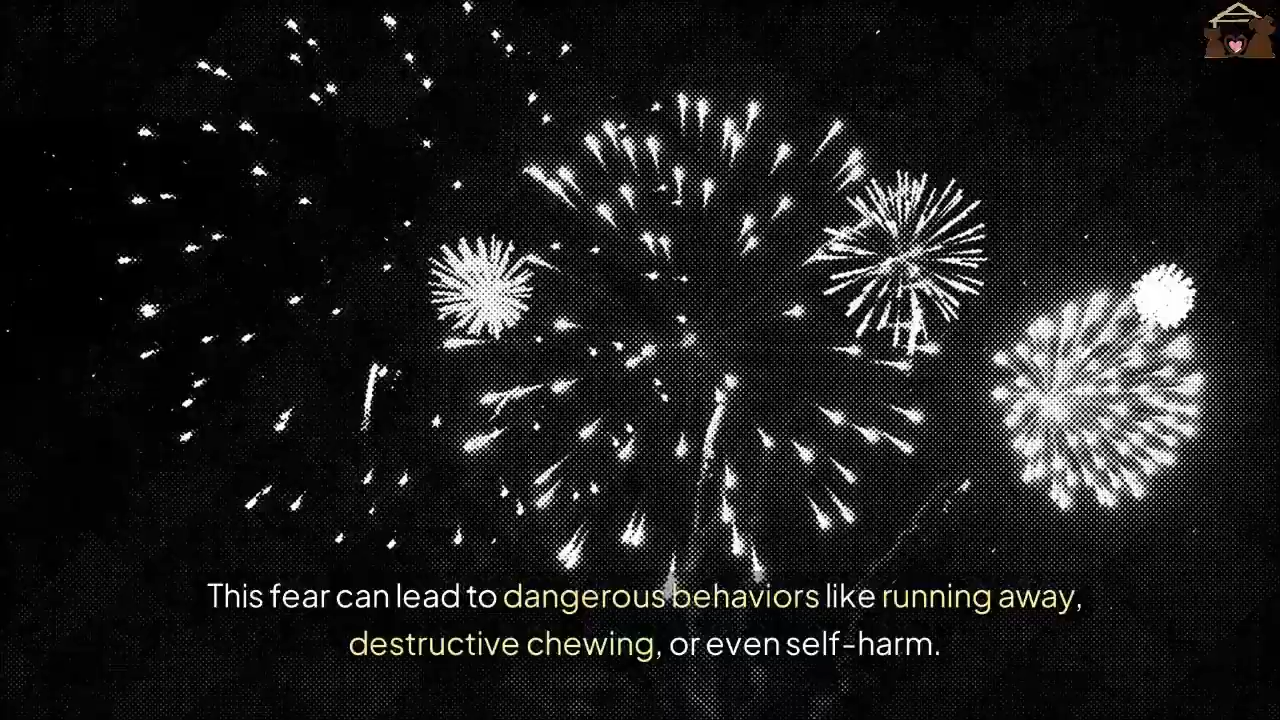 This fear can lead to dangerous behaviors like running away,
destructive chewing, or even self-harm.